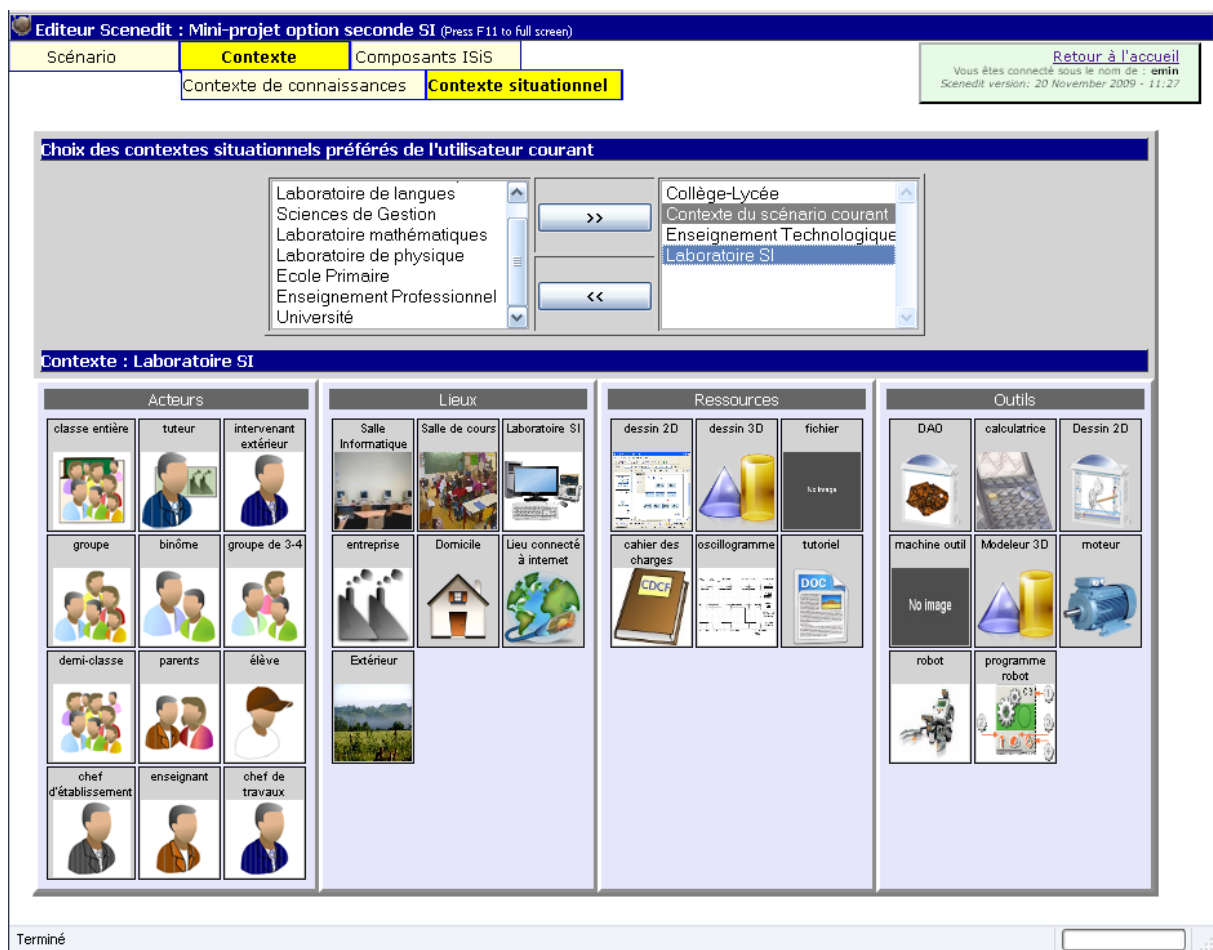 Editeur Scenedit : Mini-projet option seconde SI (Press F11 to full screen)
Scénario Contexte Composants ISiS
Retour à l'accueil
Vous êtes connecté sous le nom de : emin
Scenedit version: 20 November 2009 - 11:27
Contexte de connaissances Contexte situationnel
Choix des contextes situationnels préférés de l'utilisateur courant
Laboratoire de langues
Sciences de Gestion
Laboratoire mathématiques
Laboratoire de physique
Ecole Primaire
Enseignement Professionnel
Université
>>
<<
Collège-Lycée
Contexte du scénario courant
Enseignement Technologique
Laboratoire SI
Contexte : Laboratoire SI
Acteurs
classe entière
tuteur
intervenant
extérieur
groupe
binôme
groupe de 3-4
demi-classe
parents
élève
chef
d'établissement
enseignant
chef de
travaux
Lieux
Salle
Informatique
Salle de cours
Laboratoire SI
entreprise
Domicile
Lieu connecté
à internet
Extérieur
Ressources
dessin 2D
dessin 3D
fichier
No Image
cahier des
charges
CDCF
oscillogramme
tutoriel
DOC
Outils
DAO
calculatrice
Dessin 2D
machine outil
No image
Modeleur 3D
moteur
robot
programme
robot
Terminé